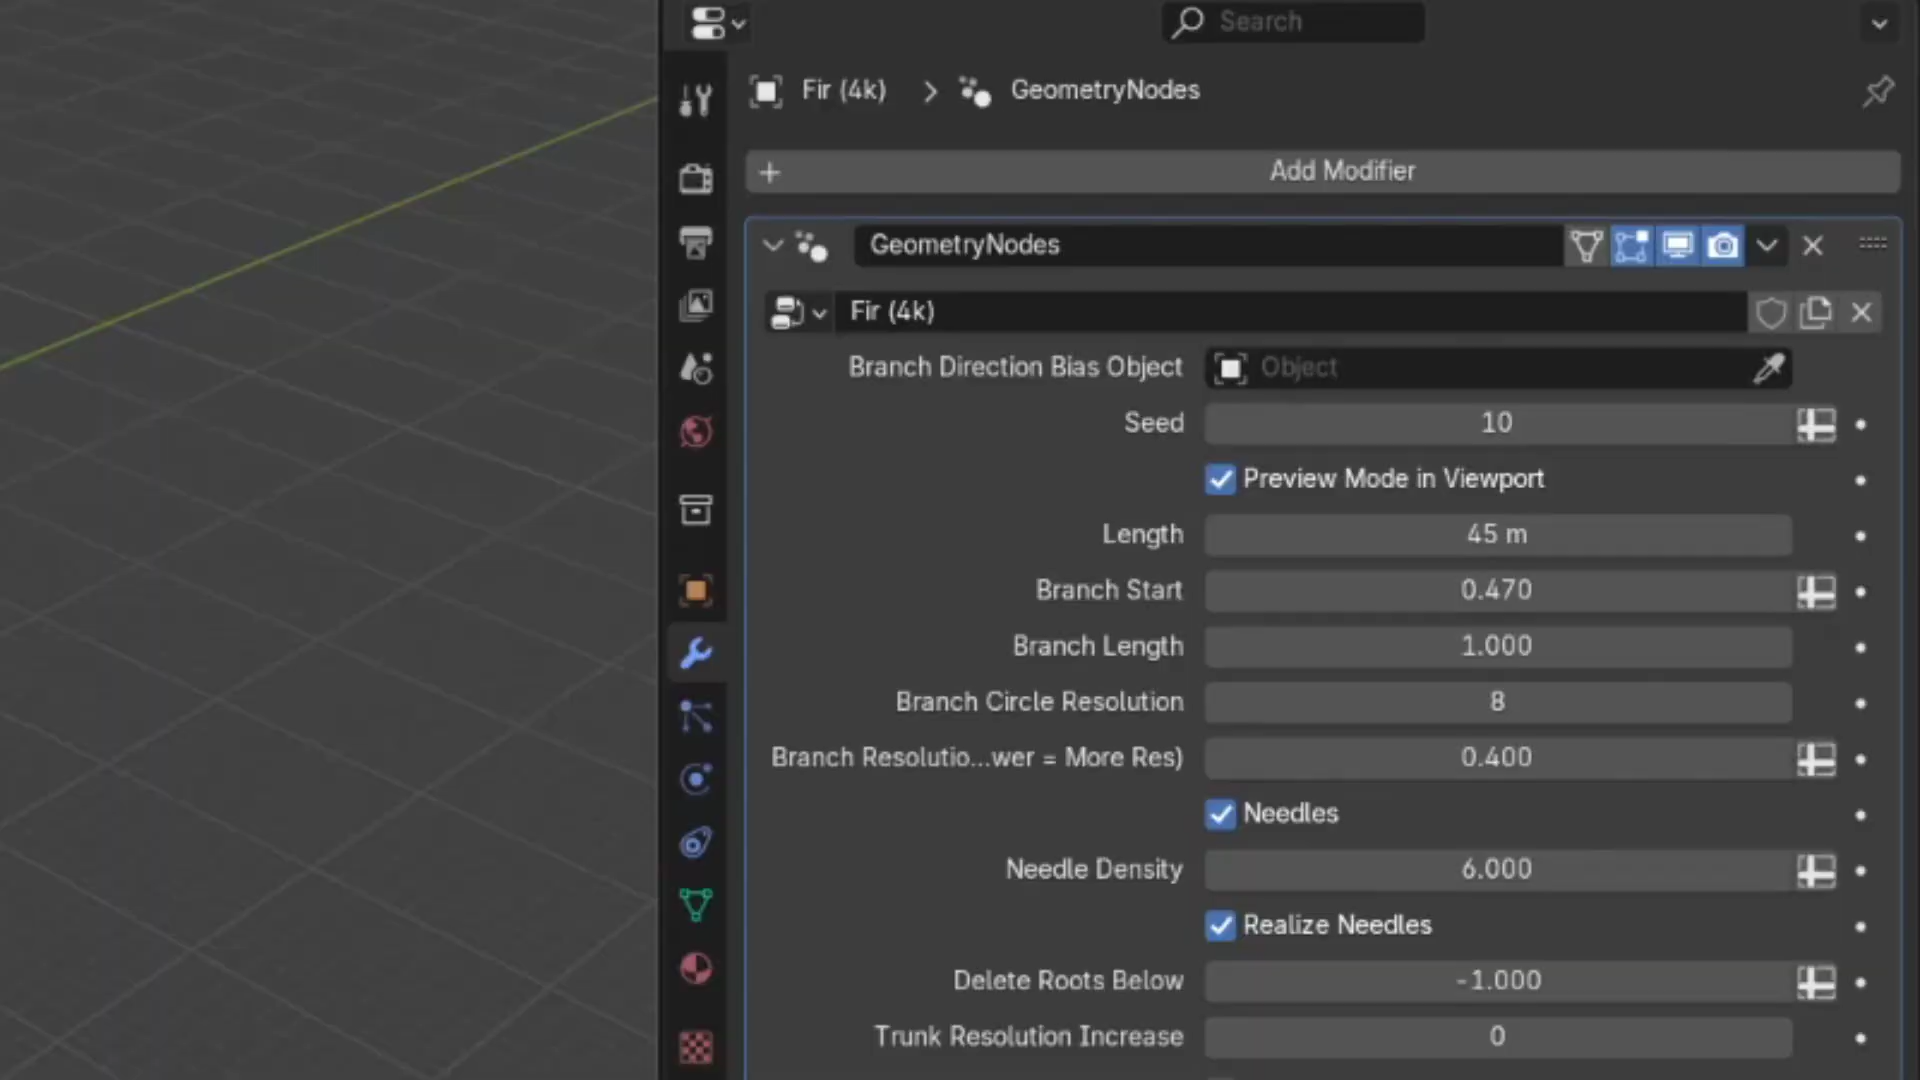 Search
Fir (4k) > GeometryNodes
+ Add Modifier
GeometryNodes
Fir (4k)
Branch Direction Bias Object Object
Seed 10
Preview Mode in Viewport
Length 45 m
Branch Start 0.470
Branch Length 1.000
Branch Circle Resolution 8
Branch Resolutio...wer = More Res) 0.400
Needles
Needle Density 6.000
Realize Needles
Delete Roots Below -1.000
Trunk Resolution Increase 0